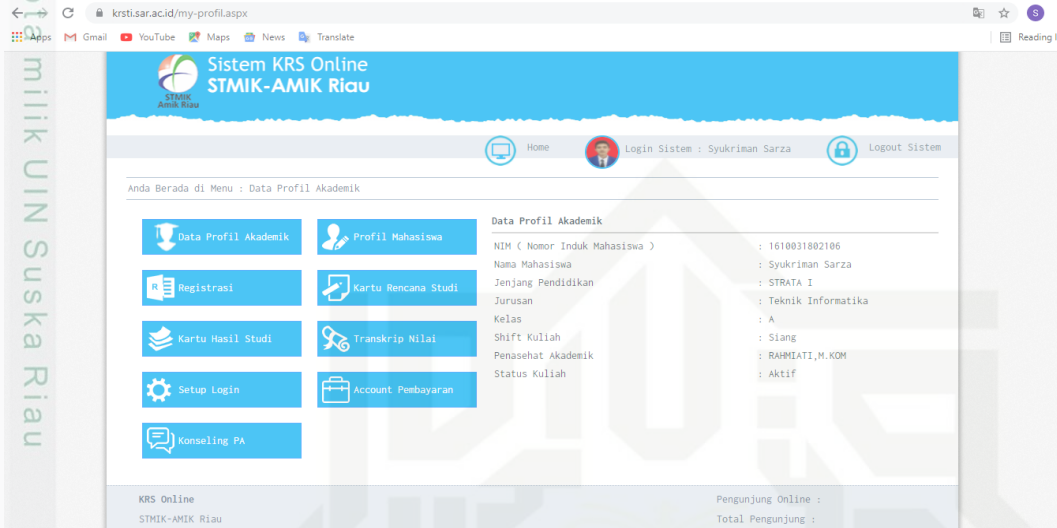 krsti.sar.ac.id/my-profil.aspx
S
Apps Gmail YouTube Maps News Translate Reading
milik UIN Suska Riau
Sistem KRS Online
STMIK-AMIK Riau
STMIK
Amik Riau
Home Login Sistem : Syukriman Sarza Logout Sistem
Anda Berada di Menu : Data Profil Akademik
Data Profil Akademik
Profil Mahasiswa
Registrasi
Kartu Rencana Studi
Kartu Hasil Studi
Transkrip Nilai
Setup Login
Account Pembayaran
Konseling PA
Data Profil Akademik
NIM ( Nomor Induk Mahasiswa ) : 1610031802106
Nama Mahasiswa : Syukriman Sarza
Jenjang Pendidikan : STRATA I
Jurusan : Teknik Informatika
Kelas : A
Shift Kuliah : Siang
Penasehat Akademik : RAHMIATI,M.KOM
Status Kuliah : Aktif
KRS Online
STMIK-AMIK Riau
Pengunjung Online :
Total Pengunjung :